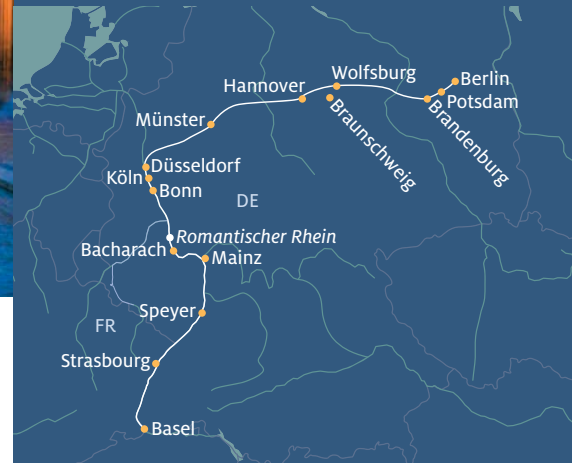 Wolfsburg
Berlin
Hannover
Potsdam
Münster
Braunschweig
Brandenburg
Düsseldorf
Köln
Bonn
DE
Romantischer Rhein
Bacharach
Mainz
Speyer
FR
Strasbourg
Basel